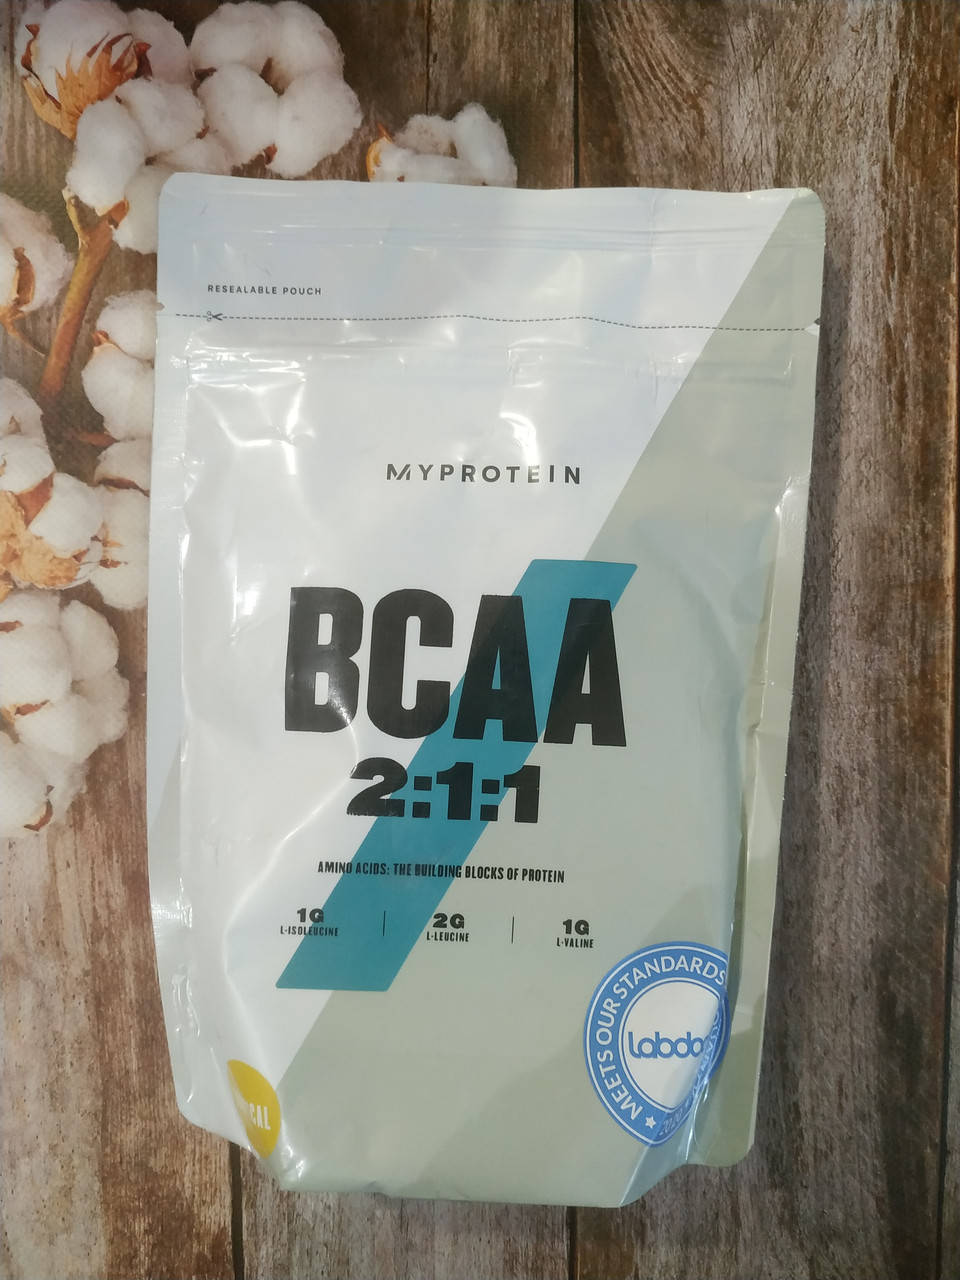 RESEALABLE POUCH
MYPROTEIN
BCAA
2:1:1
AMINO ACIDS: THE BUILDING BLOCKS OF PROTEIN
1G
L-ISOLEUCINE
2G
L-LEUCINE
1G
L-VALINE
MEETS OUR STANDARDS